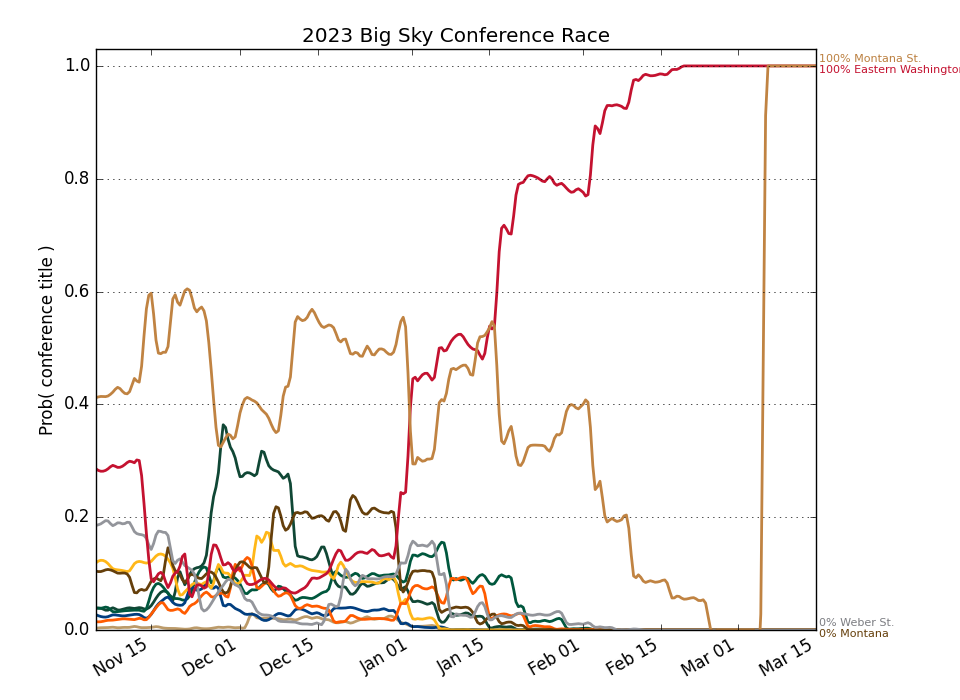 2023 Big Sky Conference Race
1.0
100% Montana St.
100% Eastern Washington
0.8
0.6
Prob( conference title )
0.4
0.2
0.0
0% Weber St.
0% Montana
Nov 15
Dec 01
Dec 15
Jan 01
Jan 15
Feb 01
Feb 15
Mar 01
Mar 15